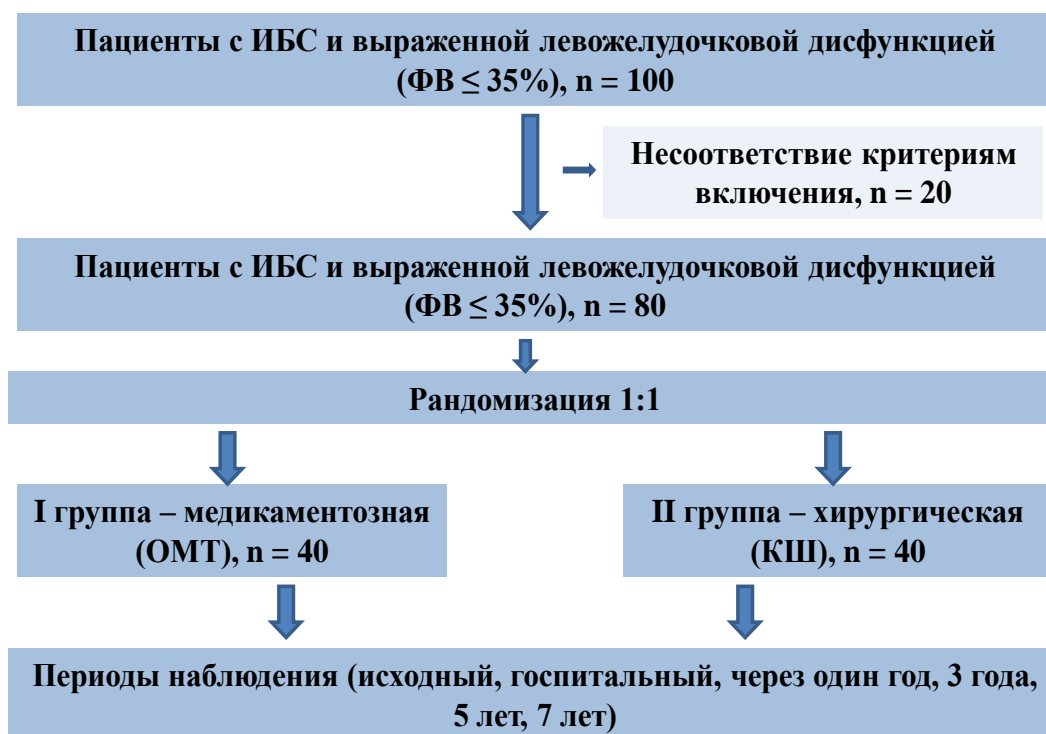 Пациенты с ИБС и выраженной левожелудочковой дисфункцией
(ФВ ≤ 35%), n = 100
Несоответствие критериям
включения, n = 20
Пациенты с ИБС и выраженной левожелудочковой дисфункцией
(ФВ ≤ 35%), n = 80
Рандомизация 1:1
I группа – медикаментозная
(ОМТ), n = 40
II группа – хирургическая
(КШ), n = 40
Периоды наблюдения (исходный, госпитальный, через один год, 3 года,
5 лет, 7 лет)